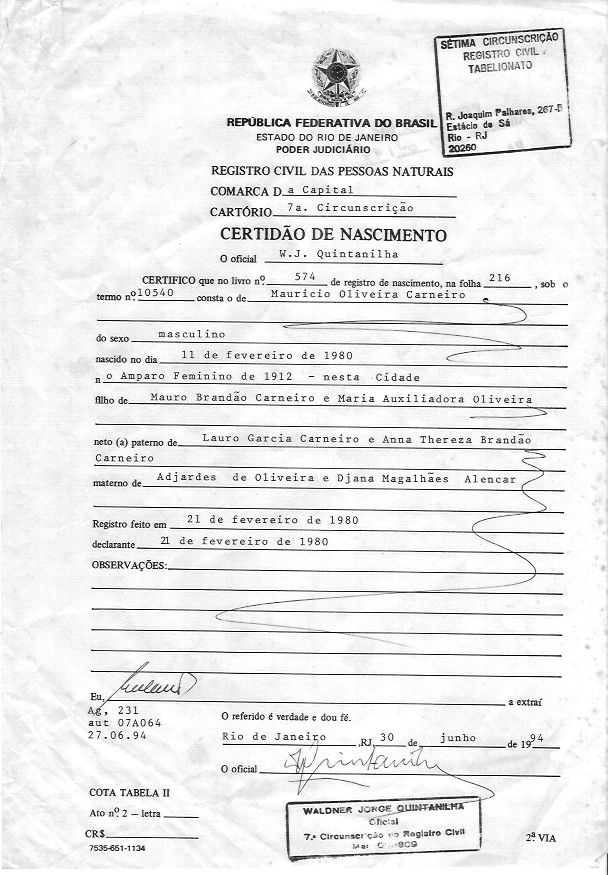 SÉTIMA CIRCUNSCRIÇÃO
REGISTRO CIVIL
TABELIONATO
R. Joaquim Palhares, 267-B
Estácio de Sá
Rio - RJ
20260
REPÚBLICA FEDERATIVA DO BRASIL
ESTADO DO RIO DE JANEIRO
PODER JUDICIÁRIO
REGISTRO CIVIL DAS PESSOAS NATURAIS
COMARCA D a Capital
CARTÓRIO 7a. Circunscrição
CERTIDÃO DE NASCIMENTO
O oficial W.J. Quintanilha
CERTIFICO que no livro nº 574 de registro de nascimento, na folha 216, sob o
termo nº 10540 consta o de Mauricio Oliveira Carneiro
do sexo masculino
nascido no dia 11 de fevereiro de 1980
n o Amparo Feminino de 1912 - nesta Cidade
filho de Mauro Brandão Carneiro e Maria Auxiliadora Oliveira
neto (a) paterno de Lauro Garcia Carneiro e Anna Thereza Brandão
Carneiro
materno de Adjardes de Oliveira e Djana Magalhães Alencar
Registro feito em 21 de fevereiro de 1980
declarante 21 de fevereiro de 1980
OBSERVAÇÕES:
Eu, a extraí
Ag, 231
aut 07A064
27.06.94
O referido é verdade e dou fé.
Rio de Janeiro ,RJ, 30 de junho de 1994
O oficial
COTA TABELA II
Ato nº 2 – letra
CR$
7535-651-1134
WALDNER JORGE QUINTANILHA
Oficial
7.ª Circunscrição do Registro Civil
2ª VIA